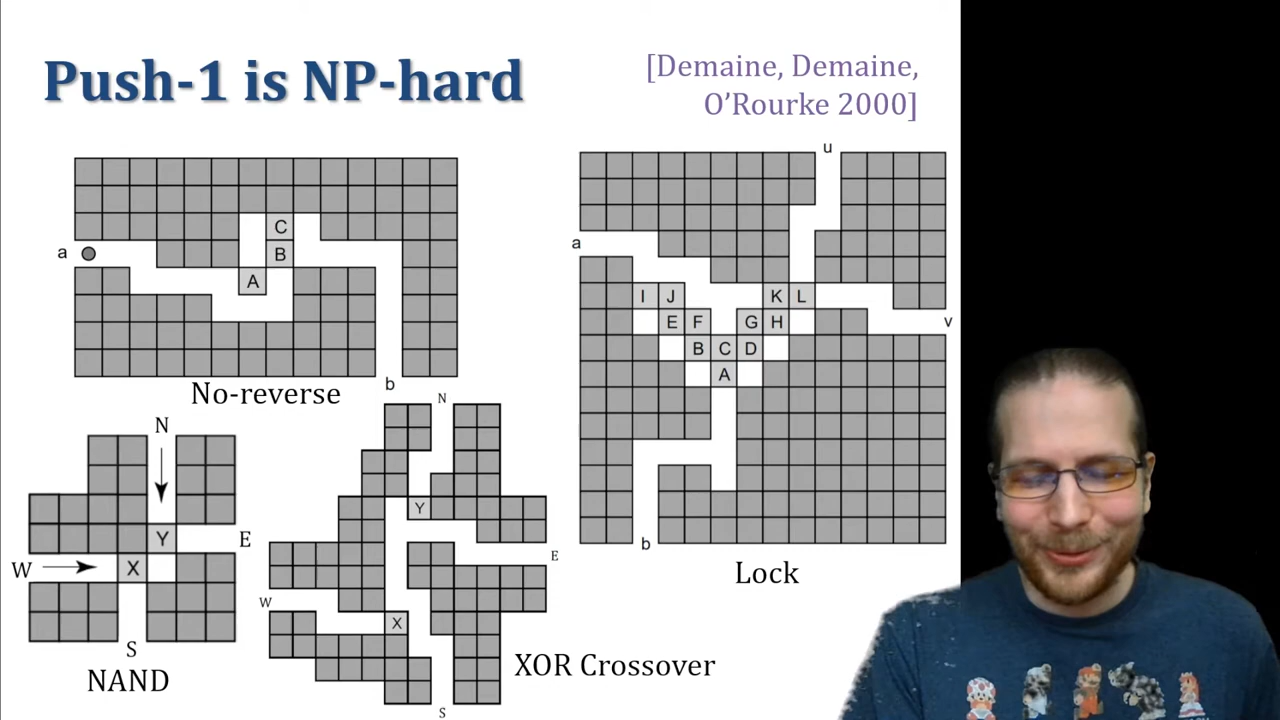 Push-1 is NP-hard
[Demaine, Demaine,
O'Rourke 2000]
a
C
B
A
b
No-reverse
u
a
I J K L
E F G H
B C D
A
v
b
Lock
N
Y
E
W
X
S
NAND
N
Y
E
W
X
S
XOR Crossover